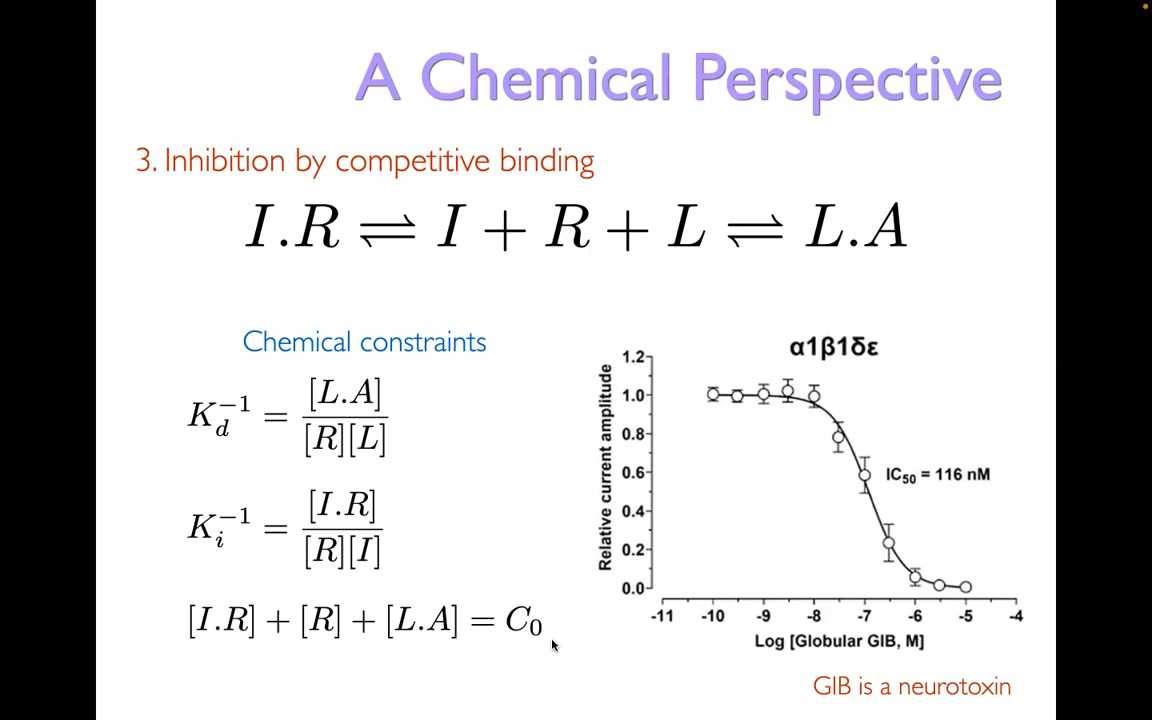 A Chemical Perspective
3. Inhibition by competitive binding
I.R ⇌ I + R + L ⇌ L.A
Chemical constraints
K_d^{-1} = [L.A] / [R][L]
K_i^{-1} = [I.R] / [R][I]
[I.R] + [R] + [L.A] = C_0
α1β1δε
Relative current amplitude
1.2
1.0
0.8
0.6
0.4
0.2
0.0
IC50 = 116 nM
-11 -10 -9 -8 -7 -6 -5 -4
Log [Globular GIB, M]
GIB is a neurotoxin